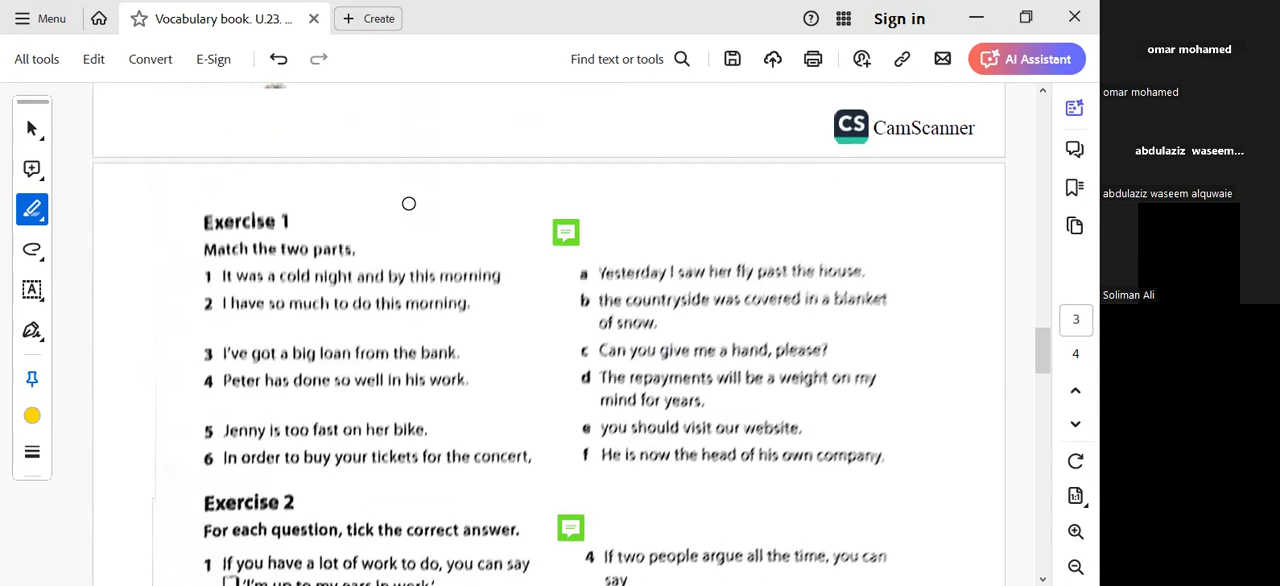 Menu
Vocabulary book. U.23. ...
Create
Sign in
All tools
Edit
Convert
E-Sign
Find text or tools
AI Assistant
omar mohamed
omar mohamed
abdulaziz waseem...
abdulaziz waseem alquwaie
Soliman Ali
CS CamScanner
3
4
Exercise 1
Match the two parts.
1 It was a cold night and by this morning
2 I have so much to do this morning.
3 I've got a big loan from the bank.
4 Peter has done so well in his work.
5 Jenny is too fast on her bike.
6 In order to buy your tickets for the concert,
a Yesterday I saw her fly past the house.
b the countryside was covered in a blanket
of snow.
c Can you give me a hand, please?
d The repayments will be a weight on my
mind for years.
e you should visit our website.
f He is now the head of his own company.
Exercise 2
For each question, tick the correct answer.
1 If you have a lot of work to do, you can say
'I'm up to my ears in work'
4 If two people argue all the time, you can
say